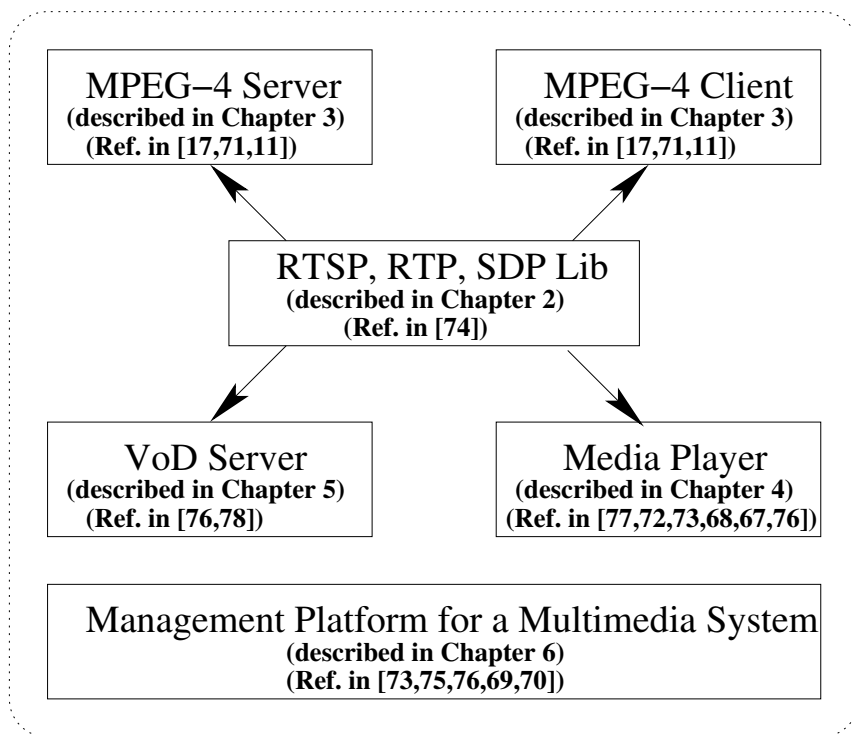 MPEG−4 Server
(described in Chapter 3)
(Ref. in [17,71,11])
MPEG−4 Client
(described in Chapter 3)
(Ref. in [17,71,11])
RTSP, RTP, SDP Lib
(described in Chapter 2)
(Ref. in [74])
VoD Server
(described in Chapter 5)
(Ref. in [76,78])
Media Player
(described in Chapter 4)
(Ref. in [77,72,73,68,67,76])
Management Platform for a Multimedia System
(described in Chapter 6)
(Ref. in [73,75,76,69,70])